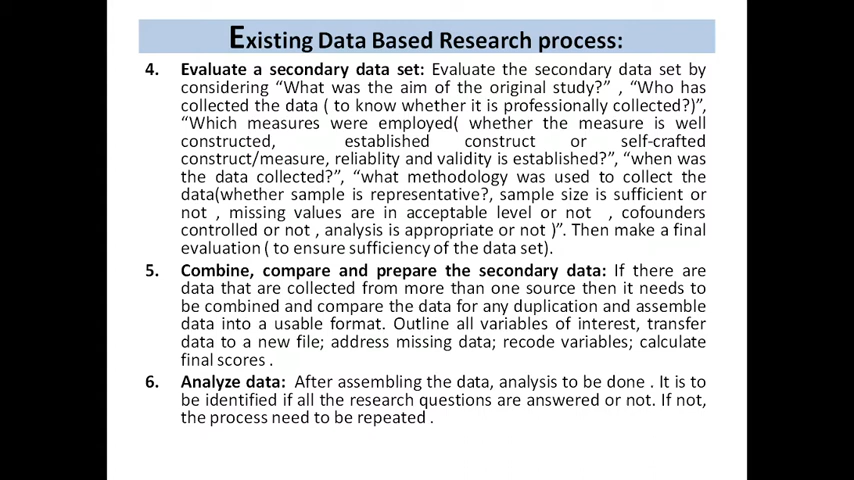 Existing Data Based Research process:
4. Evaluate a secondary data set: Evaluate the secondary data set by
considering “What was the aim of the original study?” , “Who has
collected the data ( to know whether it is professionally collected?)”,
“Which measures were employed( whether the measure is well
constructed, established construct or self-crafted
construct/measure, reliablity and validity is established?”, “when was
the data collected?”, “what methodology was used to collect the
data(whether sample is representative?, sample size is sufficient or
not , missing values are in acceptable level or not , cofounders
controlled or not , analysis is appropriate or not )”. Then make a final
evaluation ( to ensure sufficiency of the data set).
5. Combine, compare and prepare the secondary data: If there are
data that are collected from more than one source then it needs to
be combined and compare the data for any duplication and assemble
data into a usable format. Outline all variables of interest, transfer
data to a new file; address missing data; recode variables; calculate
final scores .
6. Analyze data: After assembling the data, analysis to be done . It is to
be identified if all the research questions are answered or not. If not,
the process need to be repeated .